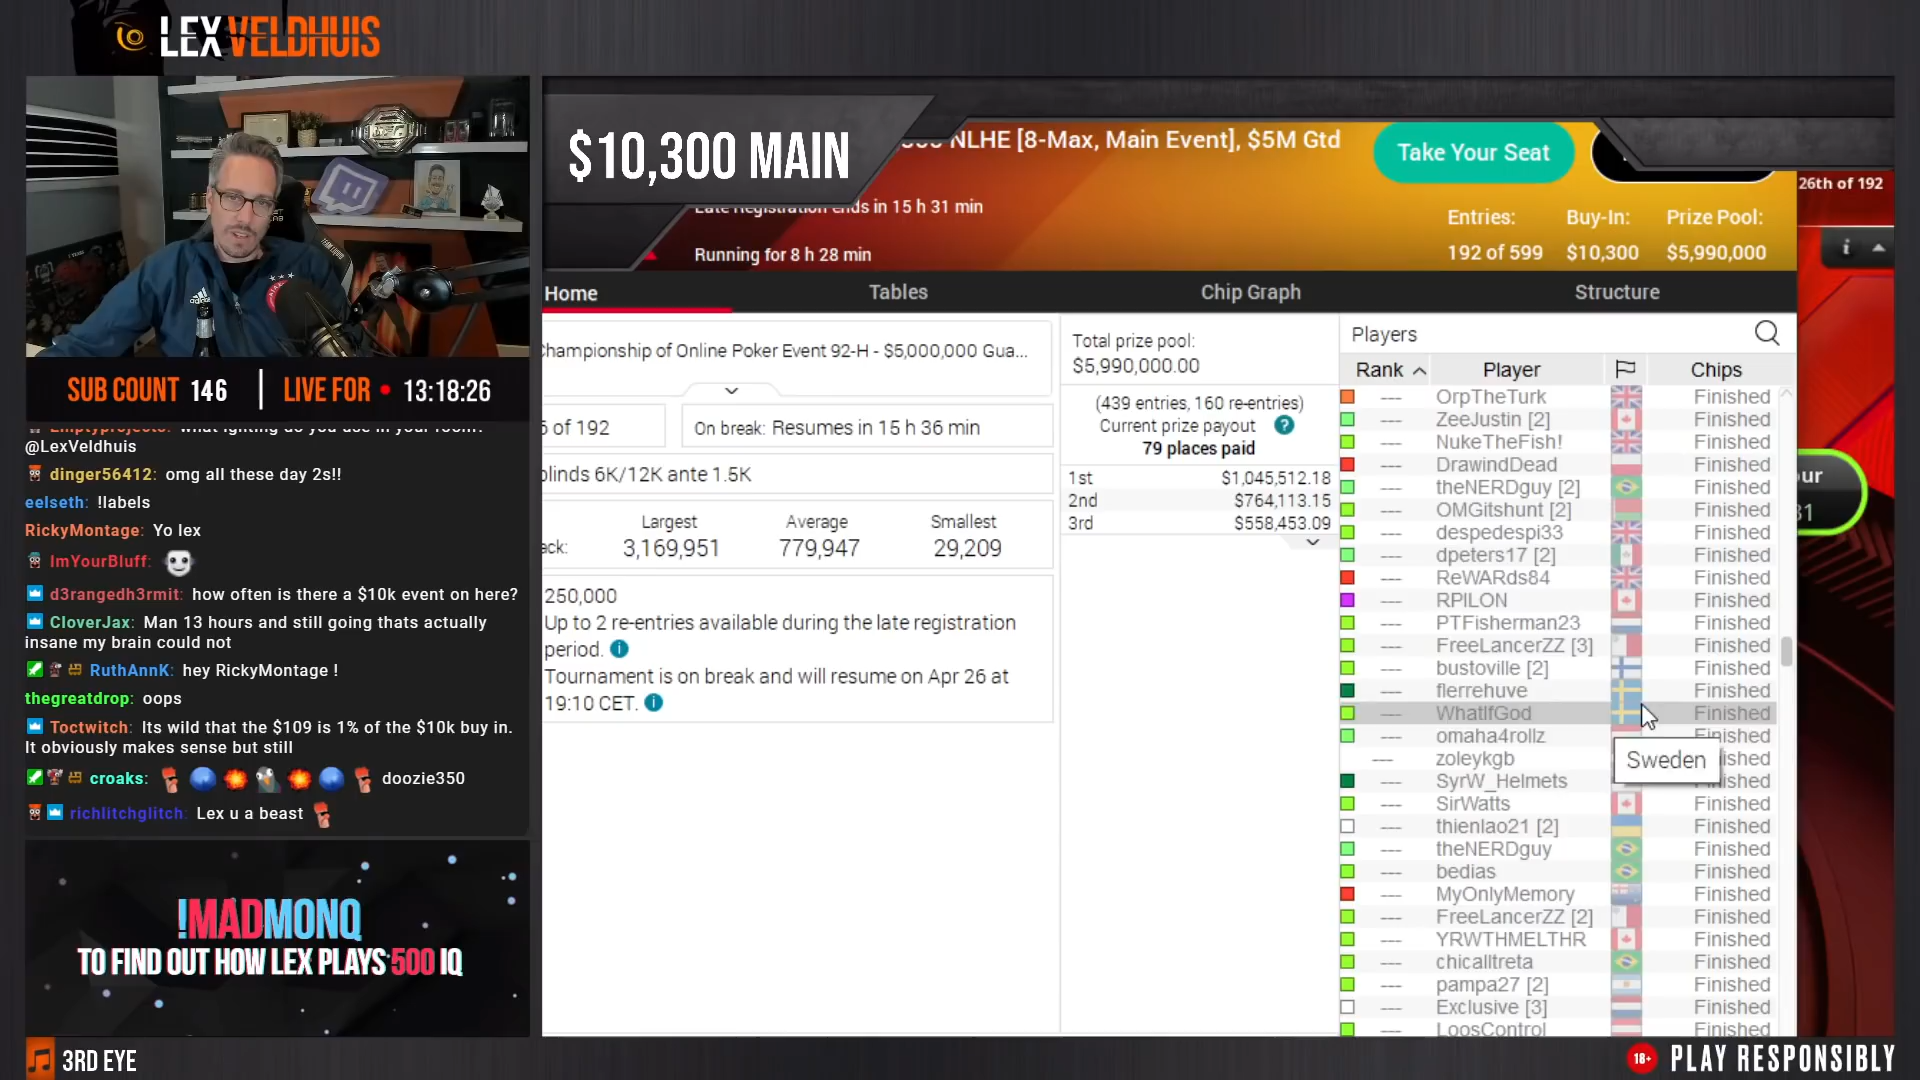 LEXVELDHUIS
$10,300 MAIN
NLHE [8-Max, Main Event], $5M Gtd
Take Your Seat
26th of 192
Late Registration ends in 15 h 31 min
Entries: Buy-In: Prize Pool:
Running for 8 h 28 min
192 of 599 $10,300 $5,990,000
Home Tables Chip Graph Structure
Championship of Online Poker Event 92-H - $5,000,000 Gua...
of 192
On break: Resumes in 15 h 36 min
blinds 6K/12K ante 1.5K
Largest Average Smallest
3,169,951 779,947 29,209
250,000
Up to 2 re-entries available during the late registration
period.
Tournament is on break and will resume on Apr 26 at
19:10 CET.
Total prize pool:
$5,990,000.00
(439 entries, 160 re-entries)
Current prize payout ?
79 places paid
1st $1,045,512.18
2nd $764,113.15
3rd $558,453.09
Players
Rank Player Chips
--- OrpTheTurk Finished
--- ZeeJustin [2] Finished
--- NukeTheFish! Finished
--- DrawindDead Finished
--- theNERDguy [2] Finished
--- OMGitshunt [2] Finished
--- despedespi33 Finished
--- dpeters17 [2] Finished
--- ReWARds84 Finished
--- RPILON Finished
--- PTFisherman23 Finished
--- FreeLancerZZ [3] Finished
--- bustoville [2] Finished
--- flerrehuve Finished
--- WhatIfGod Finished
--- omaha4rollz Finished
--- zoleykgb
Sweden
--- SyrW_Helmets
--- SirWatts Finished
--- thienlao21 [2] Finished
--- theNERDguy Finished
--- bedias Finished
--- MyOnlyMemory Finished
--- FreeLancerZZ [2] Finished
--- YRWTHMELTHR Finished
--- chicalltreta Finished
--- pampa27 [2] Finished
--- Exclusive [3] Finished
--- LoosControl Finished
SUB COUNT 146 LIVE FOR 13:18:26
@LexVeldhuis
dinger56412: omg all these day 2s!!
eelseth: !labels
RickyMontage: Yo lex
ImYourBluff:
d3rangedh3rmit: how often is there a $10k event on here?
CloverJax: Man 13 hours and still going thats actually
insane my brain could not
RuthAnnK: hey RickyMontage !
thegreatdrop: oops
Toctwitch: Its wild that the $109 is 1% of the $10k buy in.
It obviously makes sense but still
croaks: doozie350
richlitchglitch: Lex u a beast
!MADMONQ
TO FIND OUT HOW LEX PLAYS 500 IQ
3RD EYE
18+ PLAY RESPONSIBLY